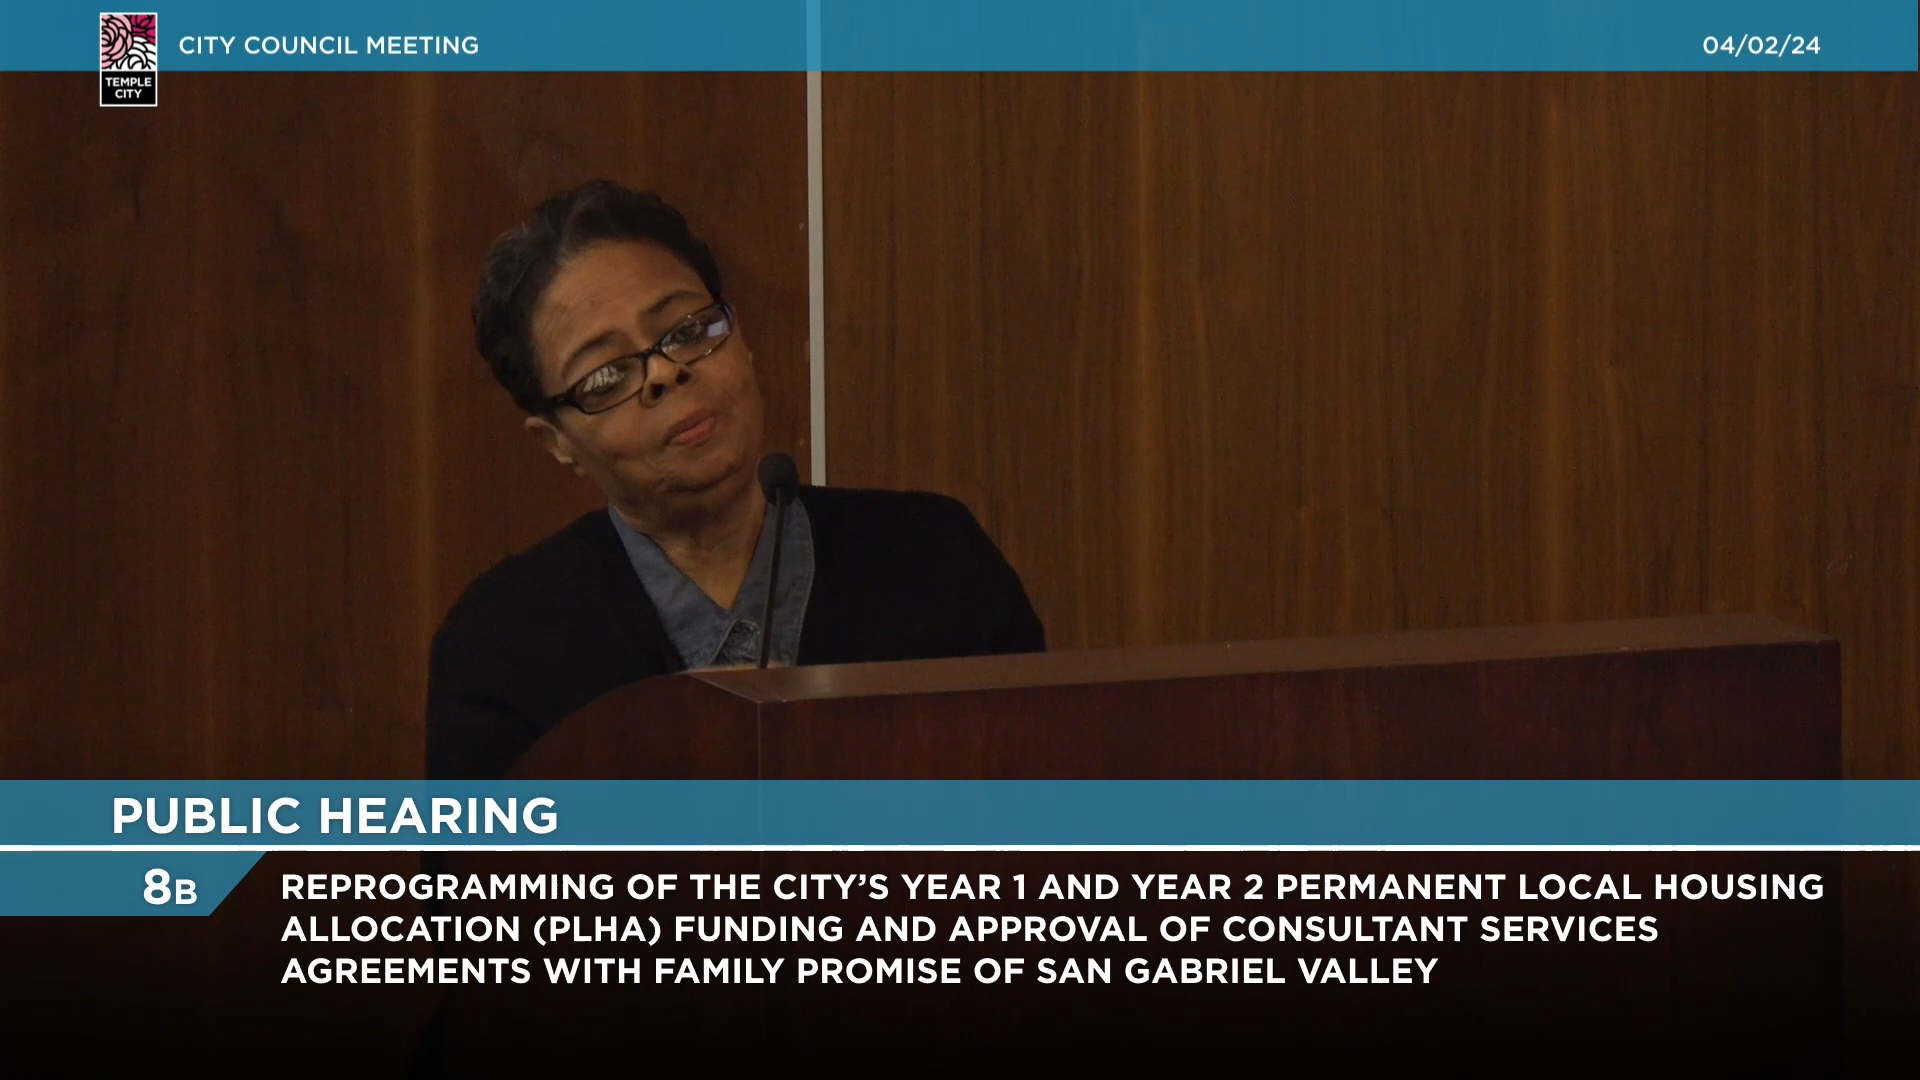 TEMPLE
CITY
CITY COUNCIL MEETING
04/02/24
PUBLIC HEARING
8B
REPROGRAMMING OF THE CITY’S YEAR 1 AND YEAR 2 PERMANENT LOCAL HOUSING
ALLOCATION (PLHA) FUNDING AND APPROVAL OF CONSULTANT SERVICES
AGREEMENTS WITH FAMILY PROMISE OF SAN GABRIEL VALLEY